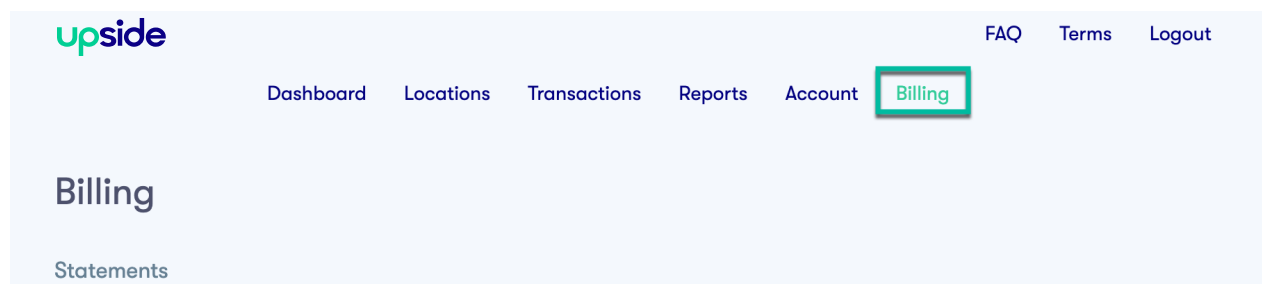 upside
FAQ Terms Logout
Dashboard Locations Transactions Reports Account Billing
Billing
Statements